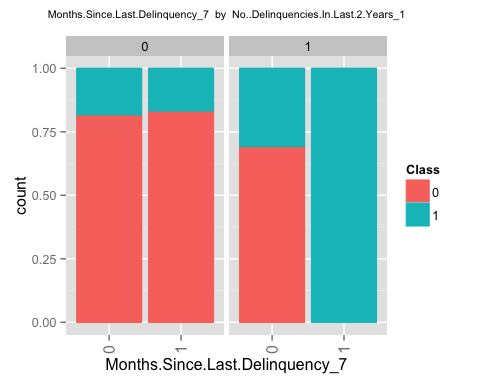 Months.Since.Last.Delinquency_7 by No..Delinquencies.In.Last.2.Years_1
0 1
1.00
0.75
0.50
0.25
0.00
count
0 1 0 1
Months.Since.Last.Delinquency_7
Class
0
1